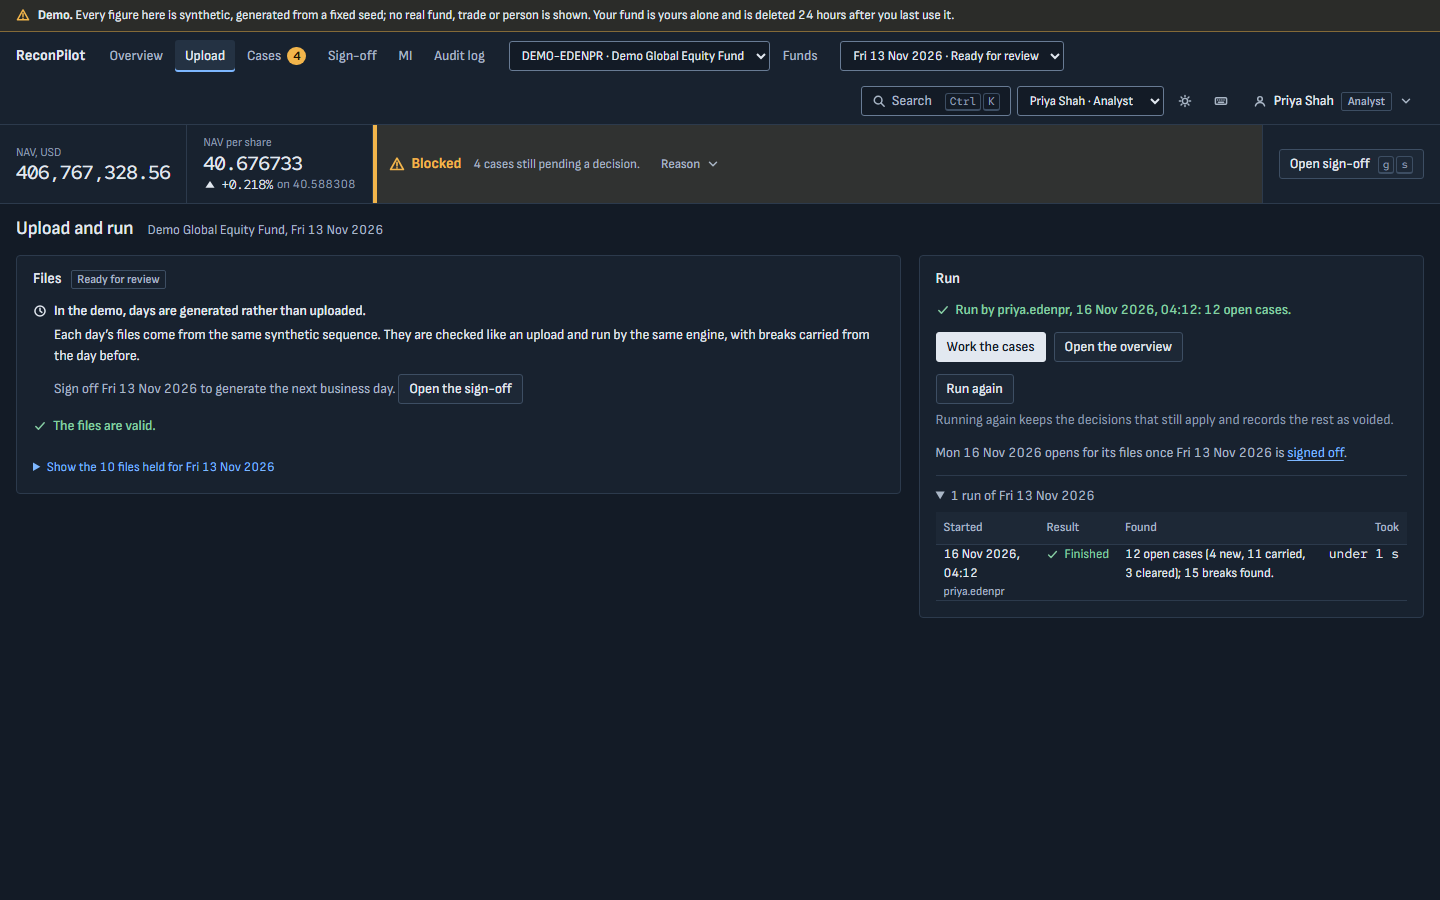 Demo. Every figure here is synthetic, generated from a fixed seed; no real fund, trade or person is shown. Your fund is yours alone and is deleted 24 hours after you last use it.
ReconPilot Overview Upload Cases 4 Sign-off MI Audit log DEMO-EDENPR · Demo Global Equity Fund Funds Fri 13 Nov 2026 · Ready for review
Search Ctrl K Priya Shah · Analyst Priya Shah Analyst
NAV, USD
406,767,328.56
NAV per share
40.676733
▲ +0.218% on 40.588308
Blocked 4 cases still pending a decision. Reason
Open sign-off g s
Upload and run Demo Global Equity Fund, Fri 13 Nov 2026
Files Ready for review
In the demo, days are generated rather than uploaded.
Each day’s files come from the same synthetic sequence. They are checked like an upload and run by the same engine, with breaks carried from
the day before.
Sign off Fri 13 Nov 2026 to generate the next business day. Open the sign-off
The files are valid.
Show the 10 files held for Fri 13 Nov 2026
Run
Run by priya.edenpr, 16 Nov 2026, 04:12: 12 open cases.
Work the cases Open the overview
Run again
Running again keeps the decisions that still apply and records the rest as voided.
Mon 16 Nov 2026 opens for its files once Fri 13 Nov 2026 is signed off.
1 run of Fri 13 Nov 2026
Started Result Found Took
16 Nov 2026, Finished 12 open cases (4 new, 11 carried, under 1 s
04:12 3 cleared); 15 breaks found.
priya.edenpr